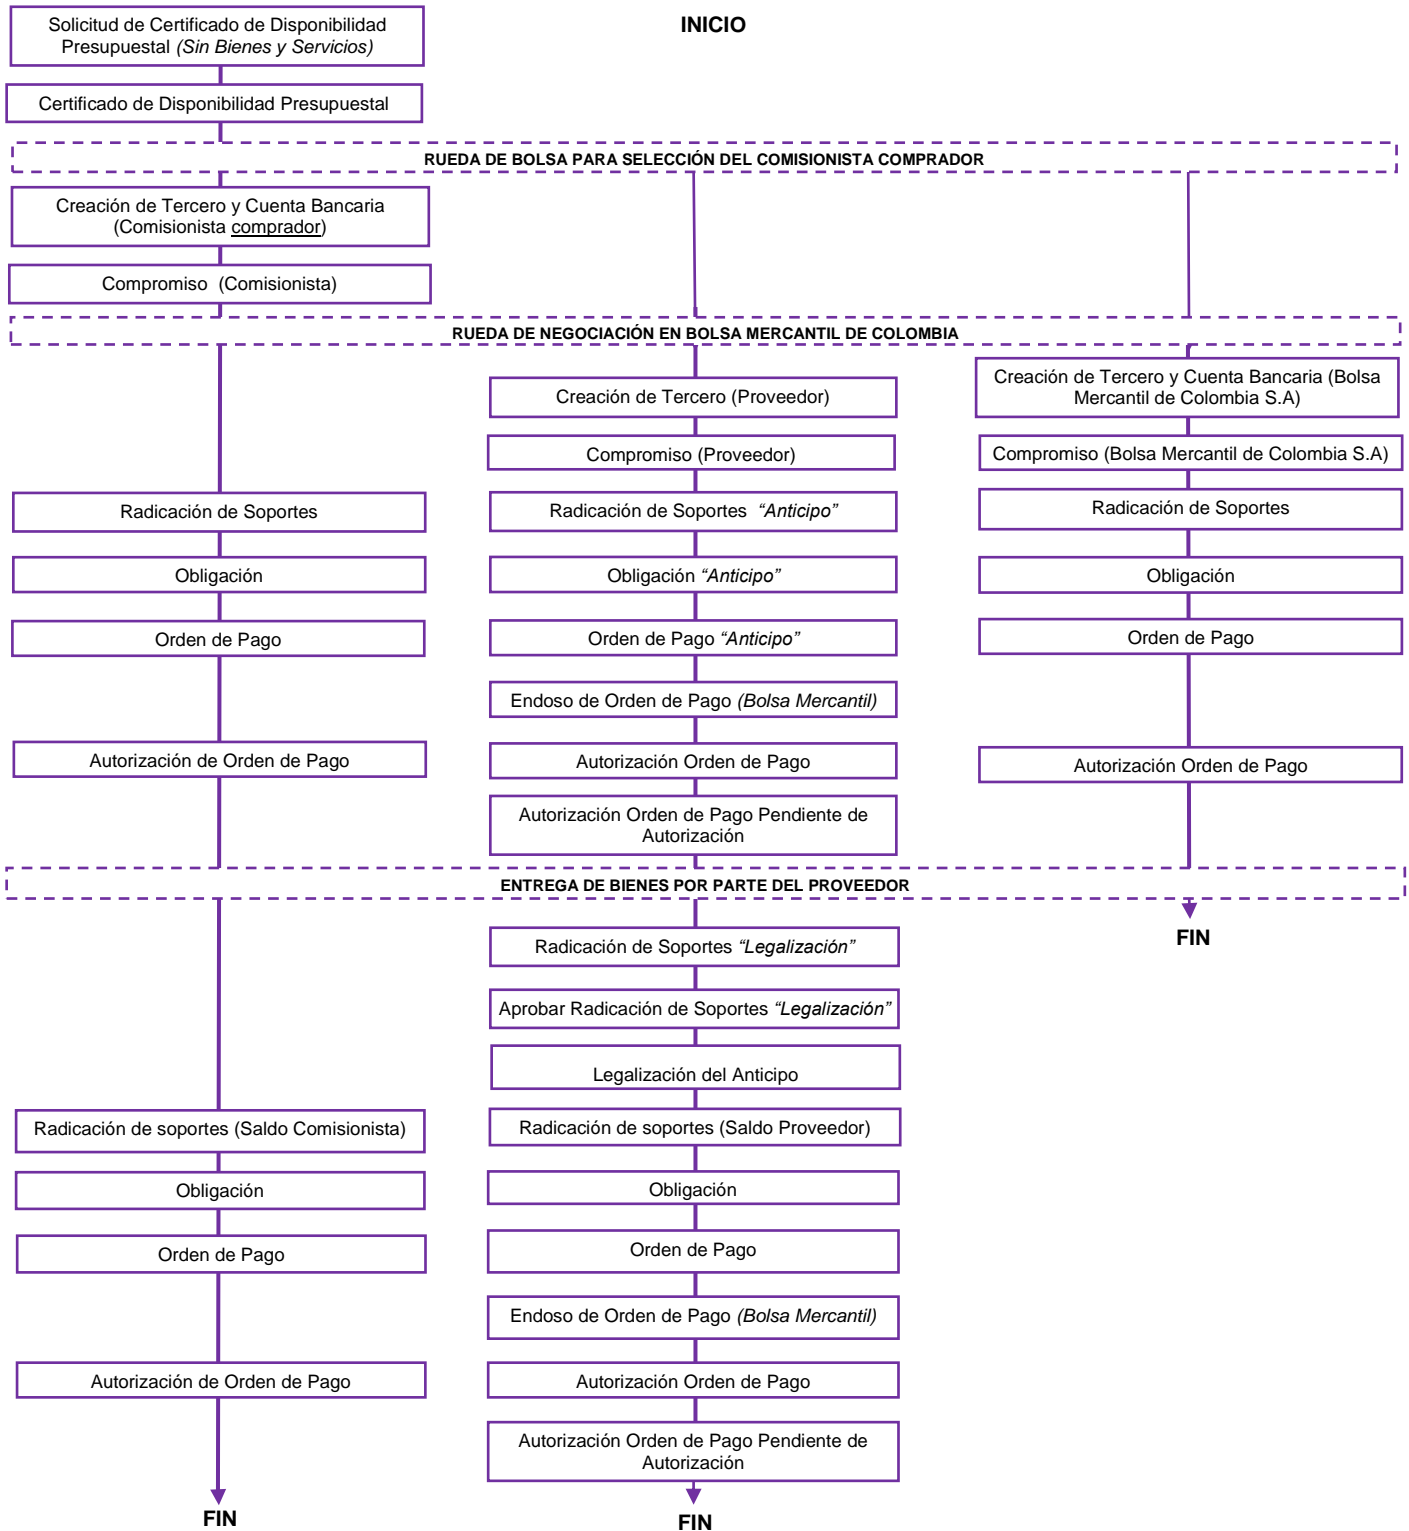 INICIO
Solicitud de Certificado de Disponibilidad
Presupuestal (Sin Bienes y Servicios)
Certificado de Disponibilidad Presupuestal
RUEDA DE BOLSA PARA SELECCIÓN DEL COMISIONISTA COMPRADOR
Creación de Tercero y Cuenta Bancaria
(Comisionista comprador)
Compromiso (Comisionista)
RUEDA DE NEGOCIACIÓN EN BOLSA MERCANTIL DE COLOMBIA
Radicación de Soportes
Obligación
Orden de Pago
Autorización de Orden de Pago
Creación de Tercero (Proveedor)
Compromiso (Proveedor)
Radicación de Soportes “Anticipo”
Obligación “Anticipo”
Orden de Pago “Anticipo”
Endoso de Orden de Pago (Bolsa Mercantil)
Autorización Orden de Pago
Autorización Orden de Pago Pendiente de
Autorización
Creación de Tercero y Cuenta Bancaria (Bolsa
Mercantil de Colombia S.A)
Compromiso (Bolsa Mercantil de Colombia S.A)
Radicación de Soportes
Obligación
Orden de Pago
Autorización Orden de Pago
ENTREGA DE BIENES POR PARTE DEL PROVEEDOR
Radicación de soportes (Saldo Comisionista)
Obligación
Orden de Pago
Autorización de Orden de Pago
FIN
Radicación de Soportes “Legalización”
Aprobar Radicación de Soportes “Legalización”
Legalización del Anticipo
Radicación de soportes (Saldo Proveedor)
Obligación
Orden de Pago
Endoso de Orden de Pago (Bolsa Mercantil)
Autorización Orden de Pago
Autorización Orden de Pago Pendiente de
Autorización
FIN
FIN